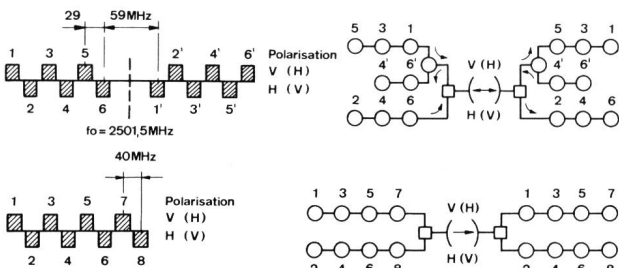 29 59MHz
1 3 5 2' 4' 6' Polarisation
V (H)
H (V)
2 4 6 1' 3' 5'
fo = 2501,5MHz
40MHz
1 3 5 7 Polarisation
V (H)
H (V)
2 4 6 8
5 3 1 5 3 1
4' 6' V (H) 4' 6'
2 4 6 H (V) 2 4 6
1 3 5 7 V (H) 1 3 5 7
H (V)
2 4 6 8 2 4 6 8